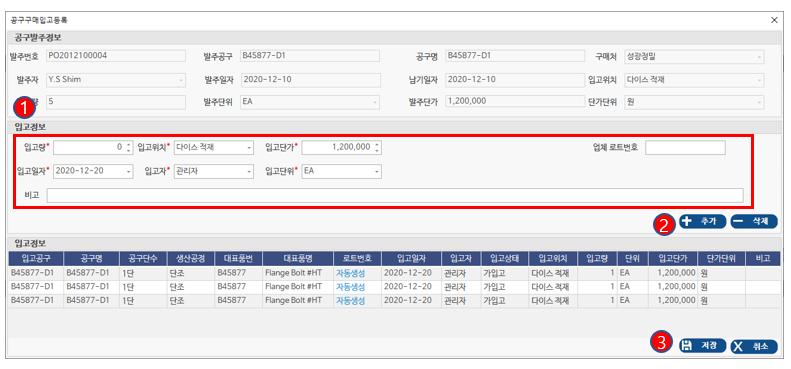 공구구매입고등록
공구발주정보
발주번호 PO2012100004 발주공구 B45877-D1 공구명 B45877-D1 구매처 성광정밀
발주자 Y.S Shim 발주일자 2020-12-10 납기일자 2020-12-10 입고위치 다이스 적재
1 량 5 발주단위 EA 발주단가 1,200,000 단가단위 원
입고정보
입고량* 0 입고위치* 다이스 적재 입고단가* 1,200,000 업체 로트번호
입고일자* 2020-12-20 입고자* 관리자 입고단위* EA
비고
2 추가 삭제
입고정보
입고공구 공구명 공구단수 생산공정 대표품번 대표품명 로트번호 입고일자 입고자 입고상태 입고위치 입고량 단위 입고단가 단가단위 비고
B45877-D1 B45877-D1 1단 단조 B45877 Flange Bolt #HT 자동생성 2020-12-20 관리자 가입고 다이스 적재 1 EA 1,200,000 원
B45877-D1 B45877-D1 1단 단조 B45877 Flange Bolt #HT 자동생성 2020-12-20 관리자 가입고 다이스 적재 1 EA 1,200,000 원
B45877-D1 B45877-D1 1단 단조 B45877 Flange Bolt #HT 자동생성 2020-12-20 관리자 가입고 다이스 적재 1 EA 1,200,000 원
3 저장 취소